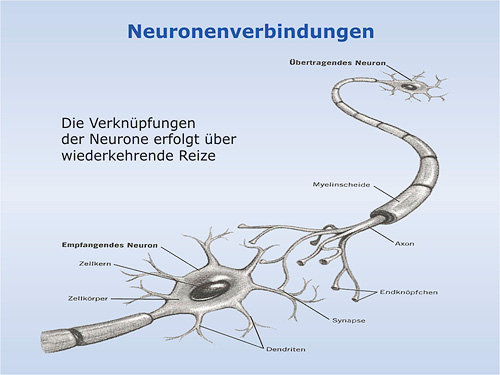 Neuronenverbindungen
Übertragendes Neuron
Die Verknüpfungen
der Neurone erfolgt über
wiederkehrende Reize
Myelinscheide
Axon
Empfangendes Neuron
Zellkern
Zellkörper
Endknöpfchen
Synapse
Dendriten